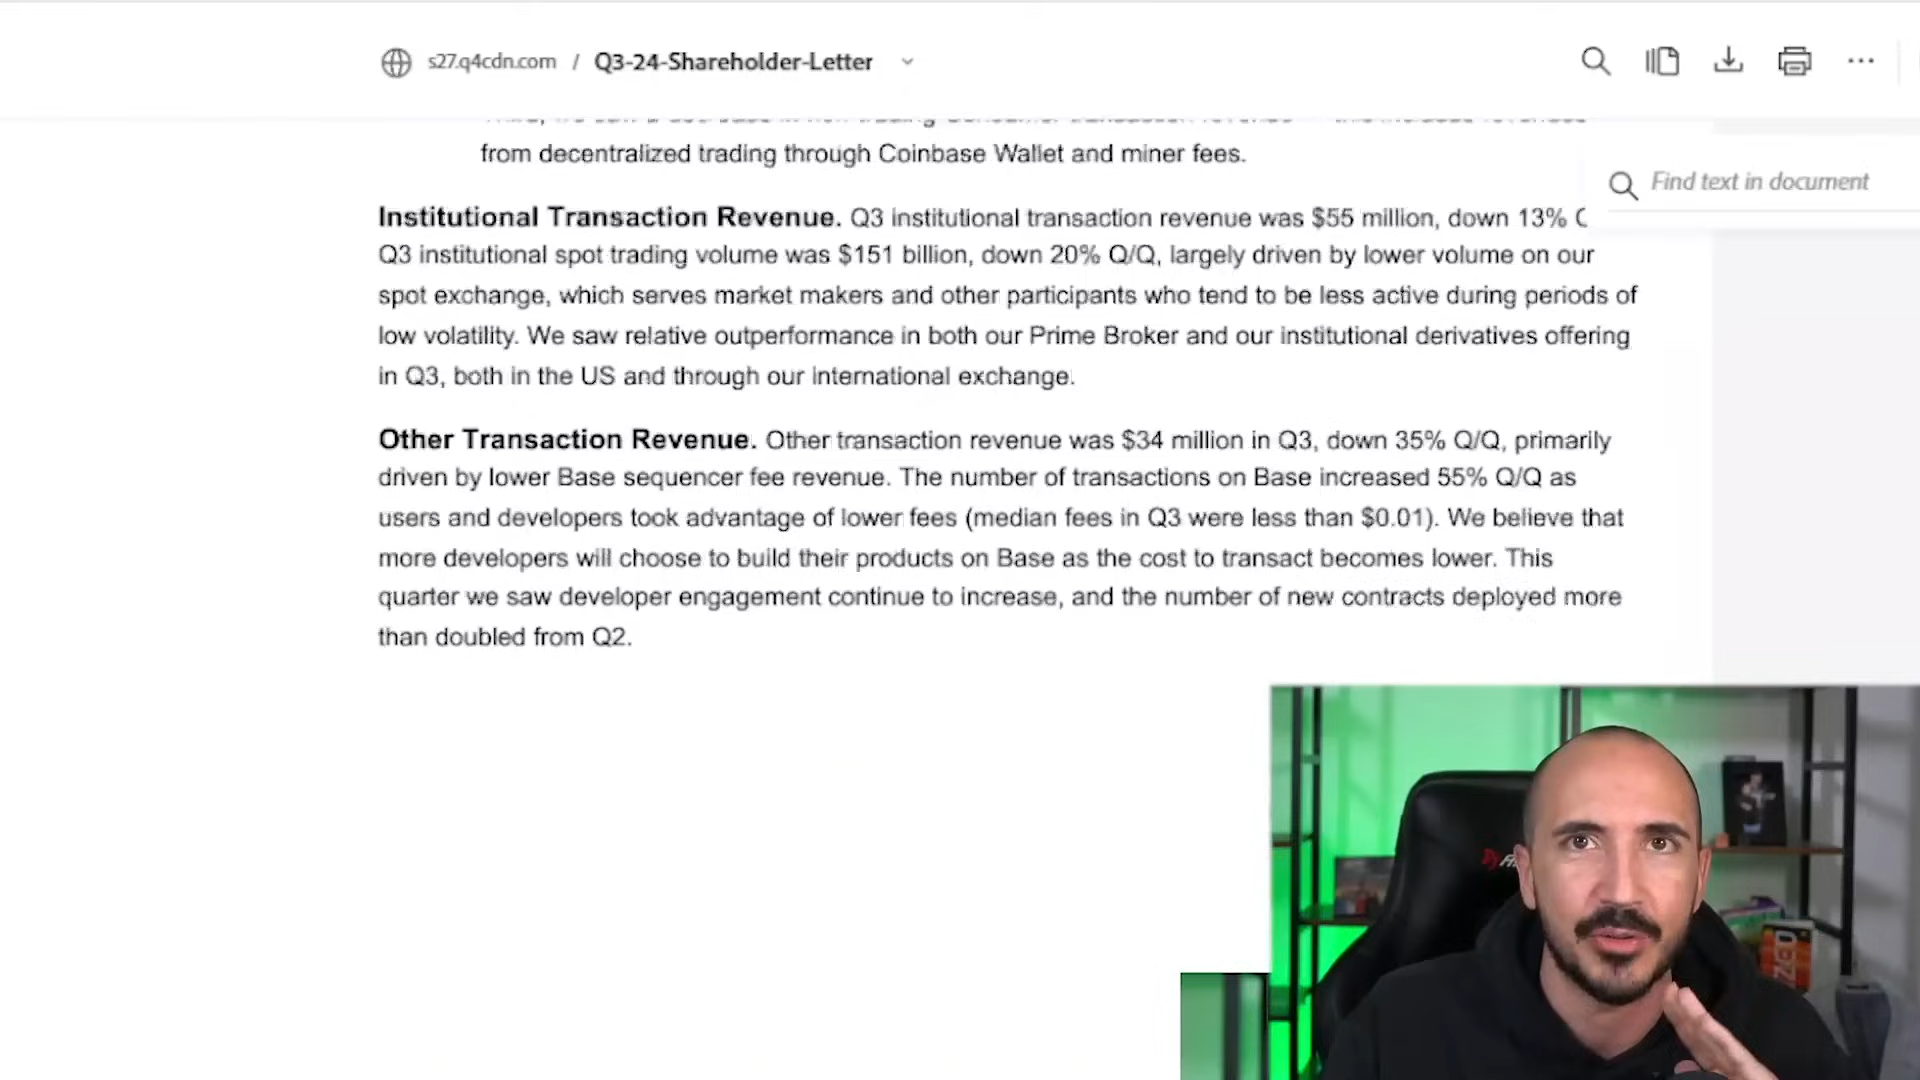 s27.q4cdn.com / Q3-24-Shareholder-Letter
from decentralized trading through Coinbase Wallet and miner fees.
Find text in document
Institutional Transaction Revenue. Q3 institutional transaction revenue was $55 million, down 13%
Q3 institutional spot trading volume was $151 billion, down 20% Q/Q, largely driven by lower volume on our
spot exchange, which serves market makers and other participants who tend to be less active during periods of
low volatility. We saw relative outperformance in both our Prime Broker and our institutional derivatives offering
in Q3, both in the US and through our international exchange.
Other Transaction Revenue. Other transaction revenue was $34 million in Q3, down 35% Q/Q, primarily
driven by lower Base sequencer fee revenue. The number of transactions on Base increased 55% Q/Q as
users and developers took advantage of lower fees (median fees in Q3 were less than $0.01). We believe that
more developers will choose to build their products on Base as the cost to transact becomes lower. This
quarter we saw developer engagement continue to increase, and the number of new contracts deployed more
than doubled from Q2.